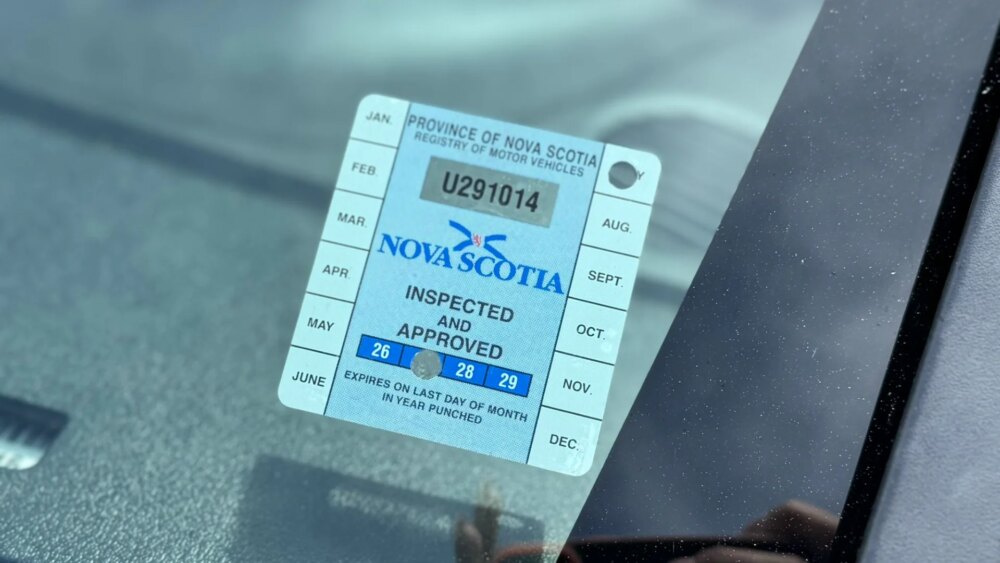 PROVINCE OF NOVA SCOTIA
REGISTRY OF MOTOR VEHICLES
U291014
NOVA SCOTIA
INSPECTED
AND
APPROVED
26 28 29
EXPIRES ON LAST DAY OF MONTH
IN YEAR PUNCHED
JAN.
FEB.
MAR.
APR.
MAY
JUNE
Y
AUG.
SEPT.
OCT.
NOV.
DEC.